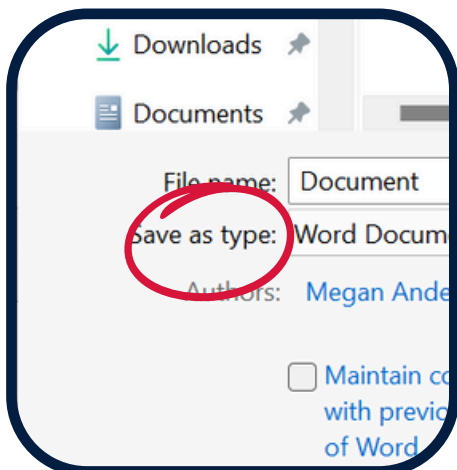 Downloads
Documents
File name: Document
Save as type: Word Docum
Authors: Megan Ande
Maintain co
with previo
of Word